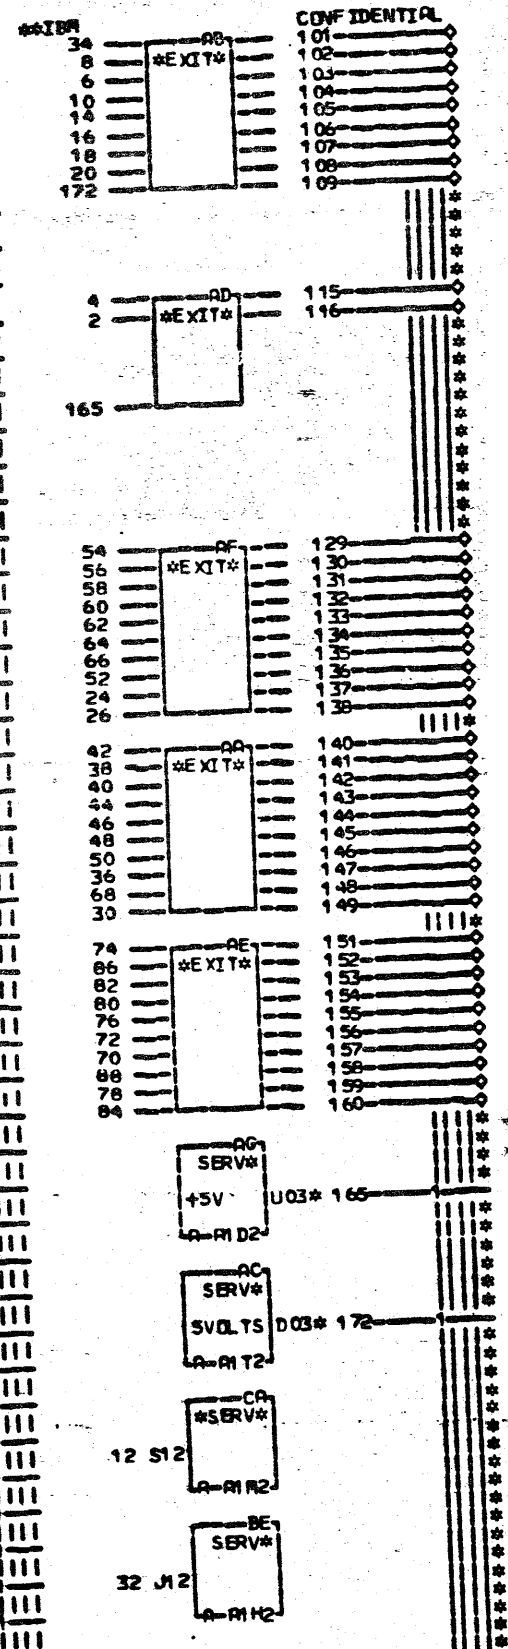 **IBM CONFIDENTIAL
34 AB 101
8 *EXIT* 102
6 103
10 104
14 105
16 106
18 107
20 108
172 109
*
*
*
*
*
4 AD 115
2 *EXIT* 116
*
*
*
*
165 *
*
*
*
*
*
*
*
54 AF 129
56 *EXIT* 130
58 131
60 132
62 133
64 134
66 135
52 136
24 137
26 138
*
42 AA 140
38 *EXIT* 141
40 142
44 143
46 144
48 145
50 146
36 147
68 148
30 149
*
74 AE 151
86 *EXIT* 152
82 153
80 154
76 155
72 156
70 157
88 158
78 159
84 160
AG
SERV*
+5V U03* 165
A-A1D2
AC
SERV*
5VOLTS D03* 172
A-A1T2
CA
*SERV*
12 S12
A-A1M2
BE
SERV*
32 J12
A-A1H2